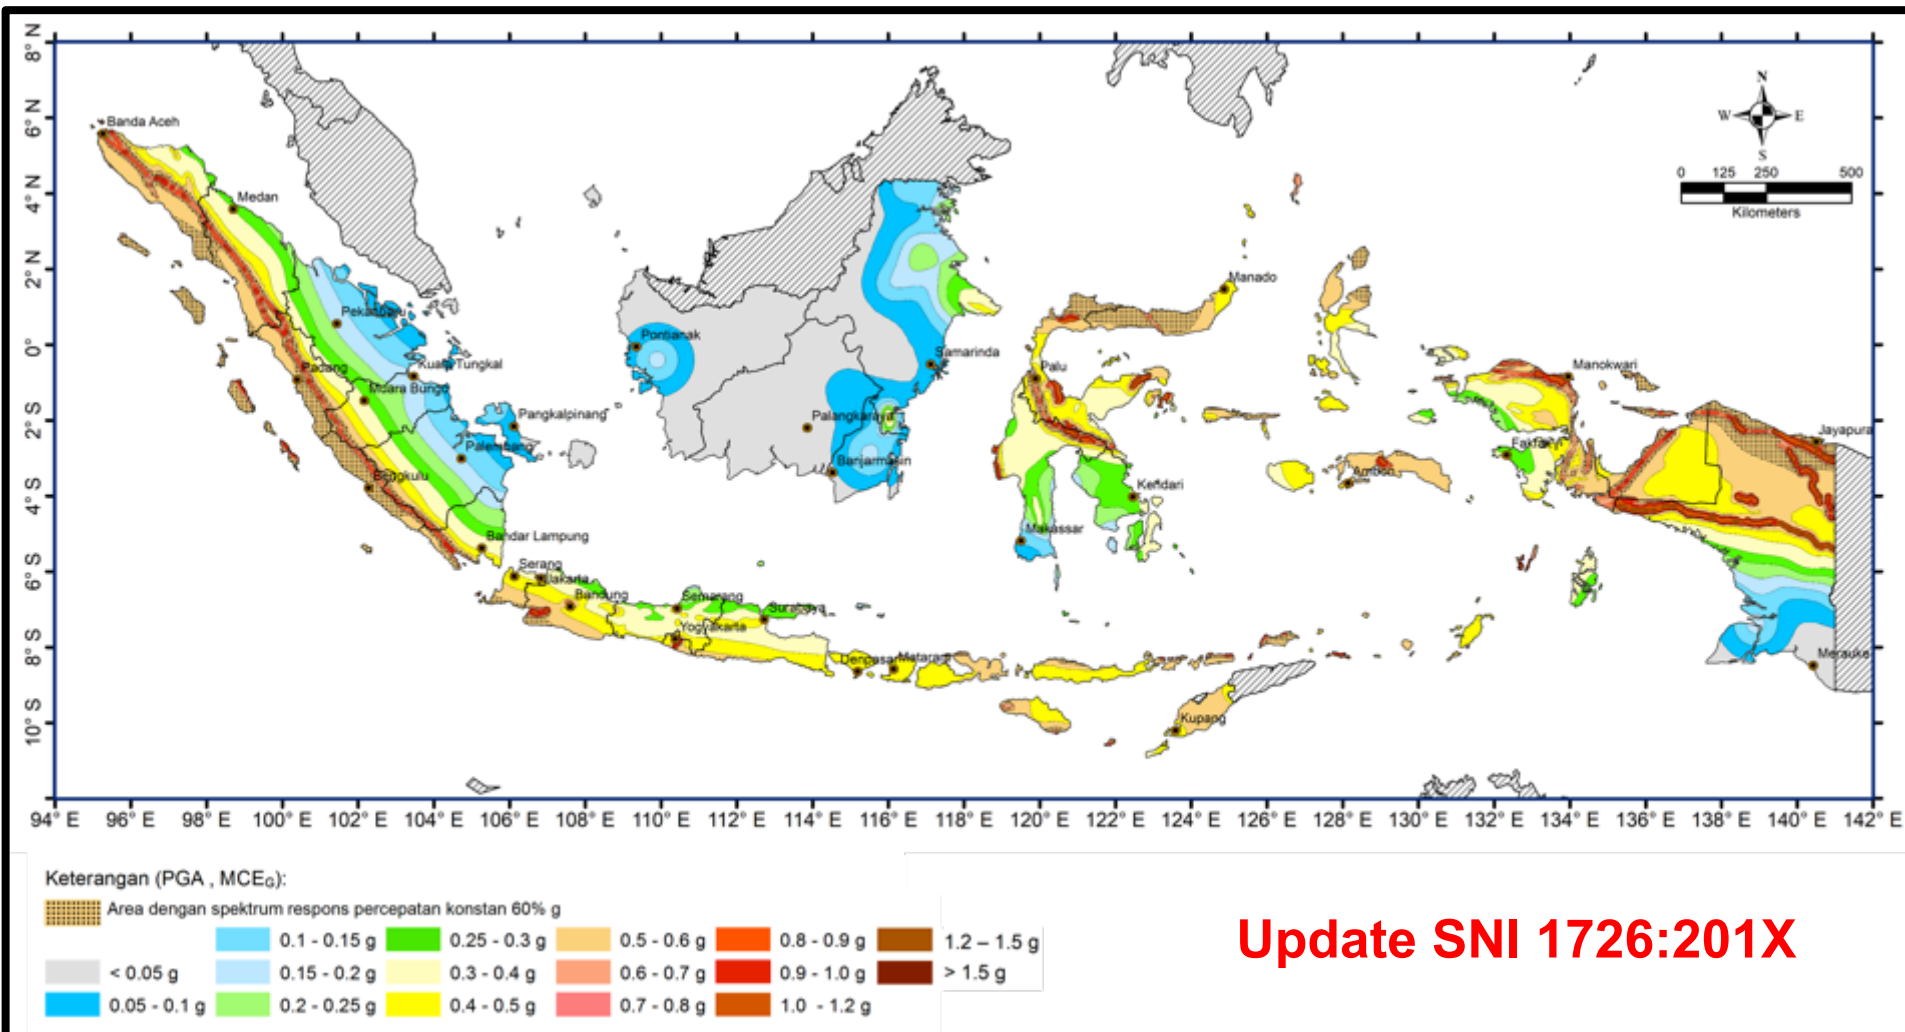 8° N
6° N
4° N
2° N
0°
2° S
4° S
6° S
8° S
10° S
N
W E
S
0 125 250 500
Kilometers
Banda Aceh
Medan
Pekanbaru
Padang
Kuala Tungkal
Muara Bungo
Pangkalpinang
Palembang
Bengkulu
Bandar Lampung
Serang
Jakarta
Bandung
Semarang
Surabaya
Yogyakarta
Denpasar
Mataram
Pontianak
Samarinda
Palangkaraya
Banjarmasin
Manado
Palu
Kendari
Makassar
Kupang
Ambon
Manokwari
Fakfak
Jayapura
Merauke
94° E 96° E 98° E 100° E 102° E 104° E 106° E 108° E 110° E 112° E 114° E 116° E 118° E 120° E 122° E 124° E 126° E 128° E 130° E 132° E 134° E 136° E 138° E 140° E 142° E
Keterangan (PGA , MCEG):
Area dengan spektrum respons percepatan konstan 60% g
0.1 - 0.15 g 0.25 - 0.3 g 0.5 - 0.6 g 0.8 - 0.9 g 1.2 – 1.5 g
< 0.05 g 0.15 - 0.2 g 0.3 - 0.4 g 0.6 - 0.7 g 0.9 - 1.0 g > 1.5 g
0.05 - 0.1 g 0.2 - 0.25 g 0.4 - 0.5 g 0.7 - 0.8 g 1.0 - 1.2 g
Update SNI 1726:201X